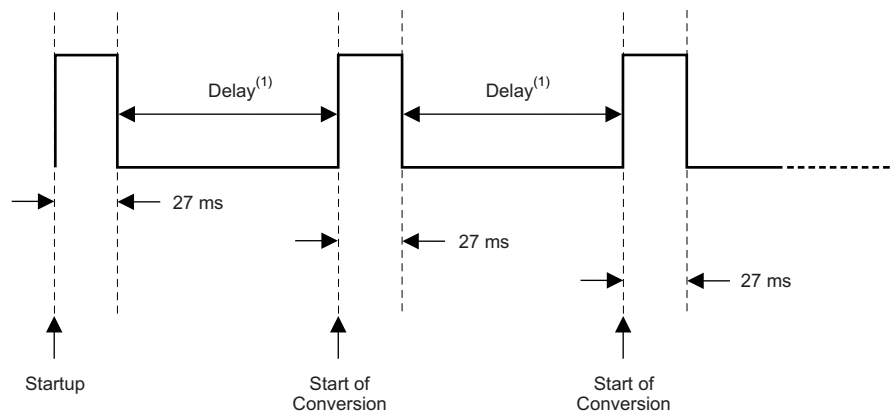 Delay(1)
Delay(1)
27 ms
27 ms
27 ms
Startup
Start of
Conversion
Start of
Conversion